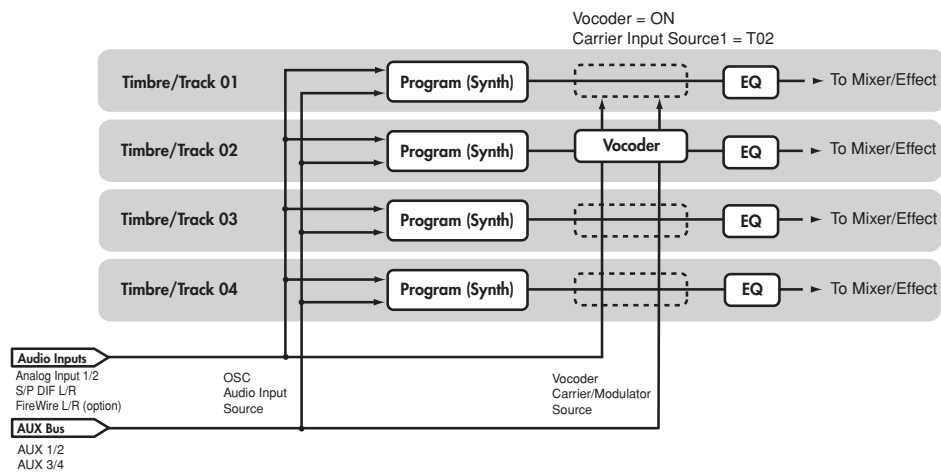 Vocoder = ON
Carrier Input Source1 = T02
Timbre/Track 01
Program (Synth)
EQ
To Mixer/Effect
Timbre/Track 02
Program (Synth)
Vocoder
EQ
To Mixer/Effect
Timbre/Track 03
Program (Synth)
EQ
To Mixer/Effect
Timbre/Track 04
Program (Synth)
EQ
To Mixer/Effect
Audio Inputs
Analog Input 1/2
S/P DIF L/R
FireWire L/R (option)
OSC
Audio Input
Source
Vocoder
Carrier/Modulator
Source
AUX Bus
AUX 1/2
AUX 3/4